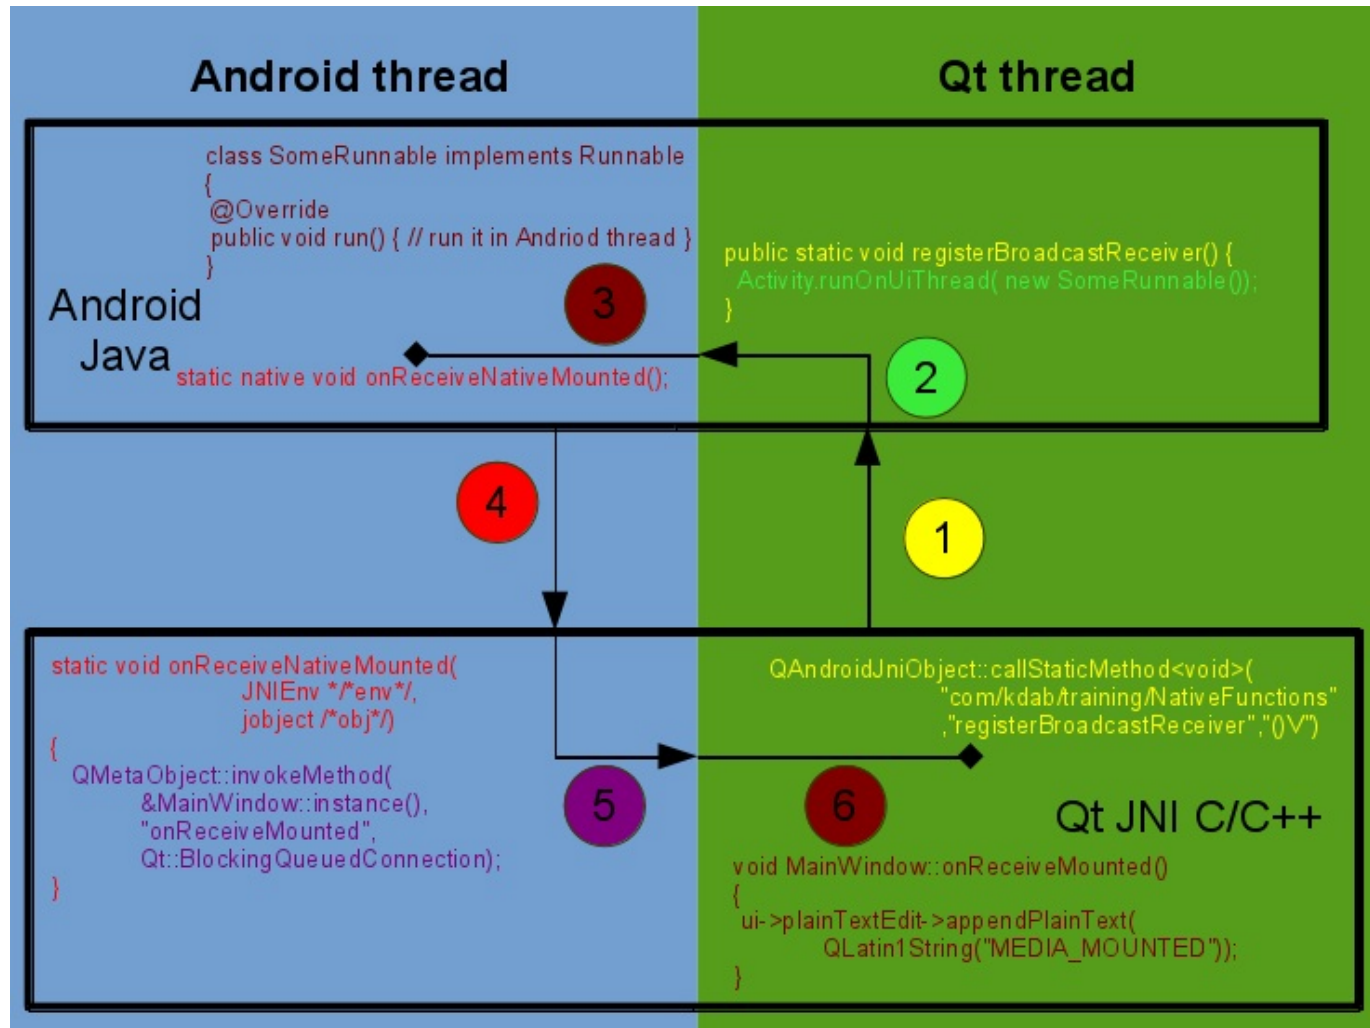 Android thread
Qt thread
class SomeRunnable implements Runnable
{
@Override
public void run() { // run it in Andriod thread }
}
Android
Java
static native void onReceiveNativeMounted();
3
public static void registerBroadcastReceiver() {
Activity.runOnUiThread( new SomeRunnable());
}
2
4
1
static void onReceiveNativeMounted(
JNIEnv */*env*/,
jobject /*obj*/)
{
QMetaObject::invokeMethod(
&MainWindow::instance(),
"onReceiveMounted",
Qt::BlockingQueuedConnection);
}
5
QAndroidJniObject::callStaticMethod<void>(
"com/kdab/training/NativeFunctions"
,"registerBroadcastReceiver","()V")
6
Qt JNI C/C++
void MainWindow::onReceiveMounted()
{
ui->plainTextEdit->appendPlainText(
QLatin1String("MEDIA_MOUNTED"));
}